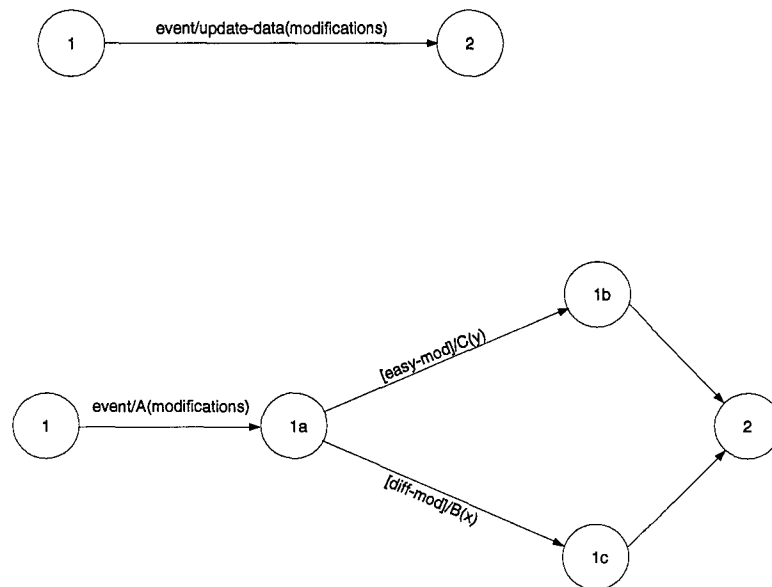 event/update-data(modifications)
1
2
1b
[easy-mod]/C(y)
event/A(modifications)
1
1a
2
[diff-mod]/B(x)
1c